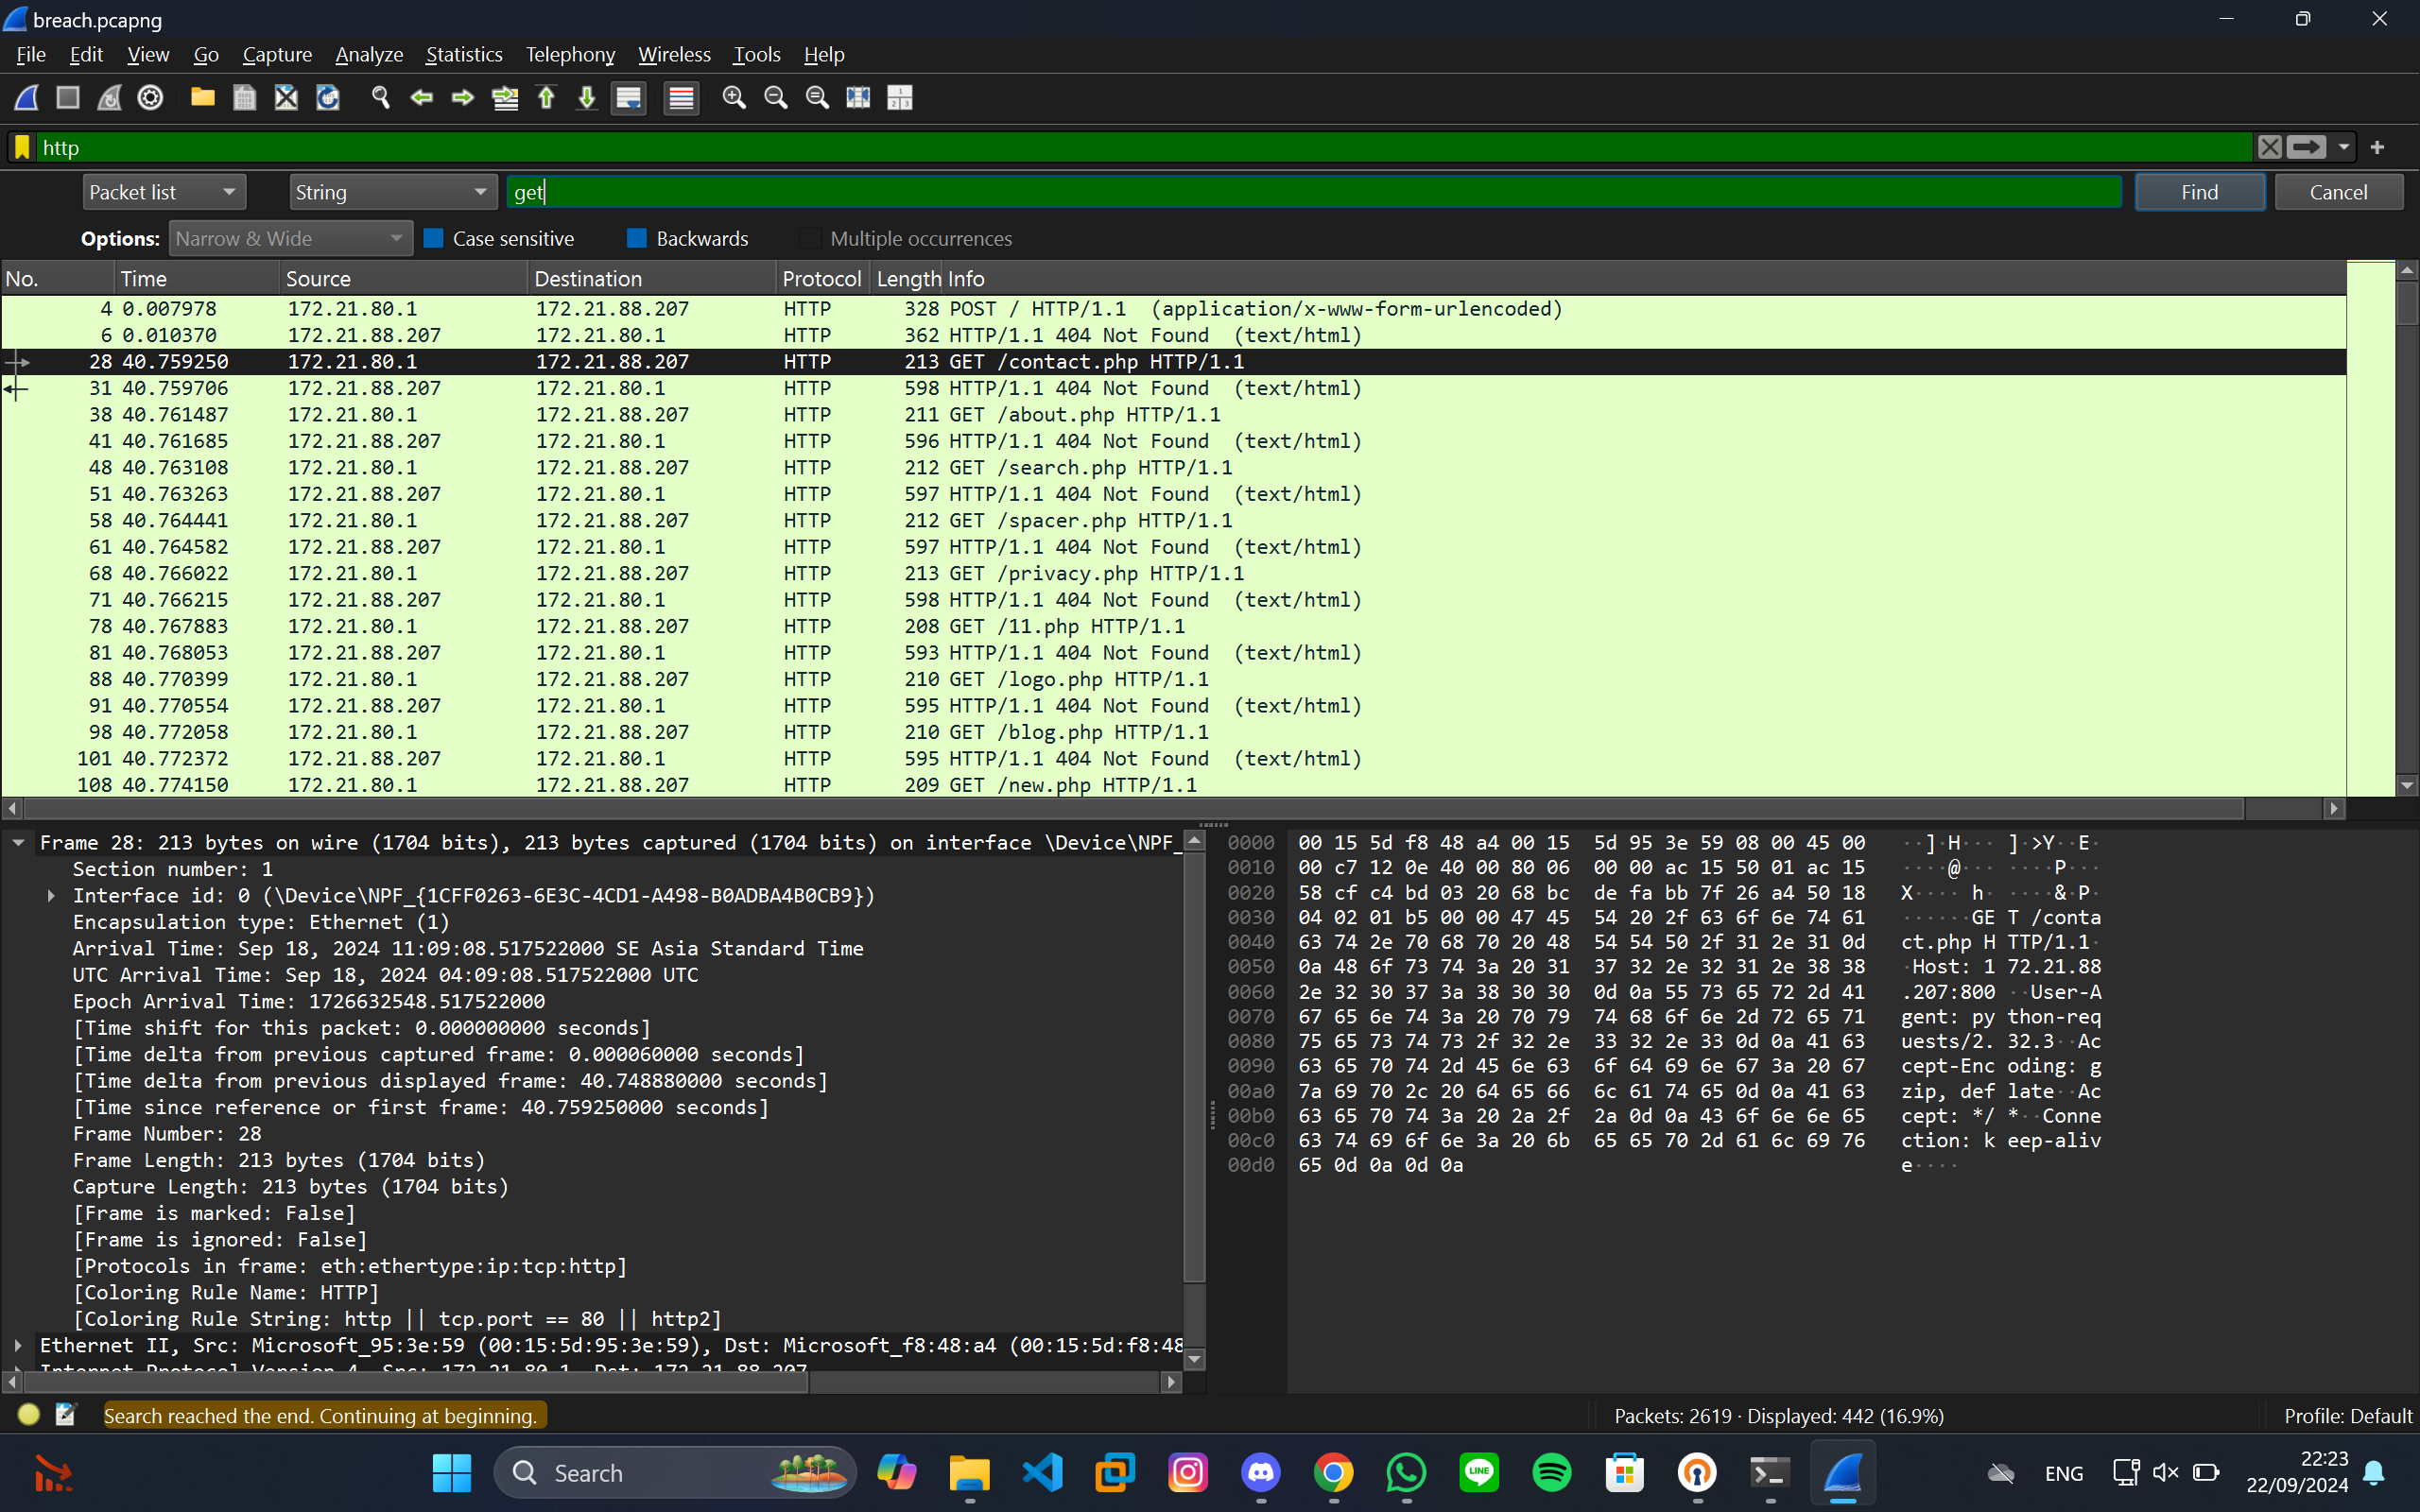 breach.pcapng
File Edit View Go Capture Analyze Statistics Telephony Wireless Tools Help
http
Packet list String get Find Cancel
Options: Narrow & Wide Case sensitive Backwards Multiple occurrences
No. Time Source Destination Protocol Length Info
4 0.007978 172.21.80.1 172.21.88.207 HTTP 328 POST / HTTP/1.1 (application/x-www-form-urlencoded)
6 0.010370 172.21.88.207 172.21.80.1 HTTP 362 HTTP/1.1 404 Not Found (text/html)
28 40.759250 172.21.80.1 172.21.88.207 HTTP 213 GET /contact.php HTTP/1.1
31 40.759706 172.21.88.207 172.21.80.1 HTTP 598 HTTP/1.1 404 Not Found (text/html)
38 40.761487 172.21.80.1 172.21.88.207 HTTP 211 GET /about.php HTTP/1.1
41 40.761685 172.21.88.207 172.21.80.1 HTTP 596 HTTP/1.1 404 Not Found (text/html)
48 40.763108 172.21.80.1 172.21.88.207 HTTP 212 GET /search.php HTTP/1.1
51 40.763263 172.21.88.207 172.21.80.1 HTTP 597 HTTP/1.1 404 Not Found (text/html)
58 40.764441 172.21.80.1 172.21.88.207 HTTP 212 GET /spacer.php HTTP/1.1
61 40.764582 172.21.88.207 172.21.80.1 HTTP 597 HTTP/1.1 404 Not Found (text/html)
68 40.766022 172.21.80.1 172.21.88.207 HTTP 213 GET /privacy.php HTTP/1.1
71 40.766215 172.21.88.207 172.21.80.1 HTTP 598 HTTP/1.1 404 Not Found (text/html)
78 40.767883 172.21.80.1 172.21.88.207 HTTP 208 GET /11.php HTTP/1.1
81 40.768053 172.21.88.207 172.21.80.1 HTTP 593 HTTP/1.1 404 Not Found (text/html)
88 40.770399 172.21.80.1 172.21.88.207 HTTP 210 GET /logo.php HTTP/1.1
91 40.770554 172.21.88.207 172.21.80.1 HTTP 595 HTTP/1.1 404 Not Found (text/html)
98 40.772058 172.21.80.1 172.21.88.207 HTTP 210 GET /blog.php HTTP/1.1
101 40.772372 172.21.88.207 172.21.80.1 HTTP 595 HTTP/1.1 404 Not Found (text/html)
108 40.774150 172.21.80.1 172.21.88.207 HTTP 209 GET /new.php HTTP/1.1
Frame 28: 213 bytes on wire (1704 bits), 213 bytes captured (1704 bits) on interface \Device\NPF_
Section number: 1
Interface id: 0 (\Device\NPF_{1CFF0263-6E3C-4CD1-A498-B0ADBA4B0CB9})
Encapsulation type: Ethernet (1)
Arrival Time: Sep 18, 2024 11:09:08.517522000 SE Asia Standard Time
UTC Arrival Time: Sep 18, 2024 04:09:08.517522000 UTC
Epoch Arrival Time: 1726632548.517522000
[Time shift for this packet: 0.000000000 seconds]
[Time delta from previous captured frame: 0.000060000 seconds]
[Time delta from previous displayed frame: 40.748880000 seconds]
[Time since reference or first frame: 40.759250000 seconds]
Frame Number: 28
Frame Length: 213 bytes (1704 bits)
Capture Length: 213 bytes (1704 bits)
[Frame is marked: False]
[Frame is ignored: False]
[Protocols in frame: eth:ethertype:ip:tcp:http]
[Coloring Rule Name: HTTP]
[Coloring Rule String: http || tcp.port == 80 || http2]
Ethernet II, Src: Microsoft_95:3e:59 (00:15:5d:95:3e:59), Dst: Microsoft_f8:48:a4 (00:15:5d:f8:48
Internet Protocol Version 4, Src: 172.21.80.1, Dst: 172.21.88.207
0000 00 15 5d f8 48 a4 00 15 5d 95 3e 59 08 00 45 00 ··]·H··· ]·>Y··E·
0010 00 c7 12 0e 40 00 80 06 00 00 ac 15 50 01 ac 15 ····@··· ····P···
0020 58 cf c4 bd 03 20 68 bc de fa bb 7f 26 a4 50 18 X···· h· ····&·P·
0030 04 02 01 b5 00 00 47 45 54 20 2f 63 6f 6e 74 61 ······GE T /conta
0040 63 74 2e 70 68 70 20 48 54 54 50 2f 31 2e 31 0d ct.php H TTP/1.1·
0050 0a 48 6f 73 74 3a 20 31 37 32 2e 32 31 2e 38 38 ·Host: 1 72.21.88
0060 2e 32 30 37 3a 38 30 30 0d 0a 55 73 65 72 2d 41 .207:800 ··User-A
0070 67 65 6e 74 3a 20 70 79 74 68 6f 6e 2d 72 65 71 gent: py thon-req
0080 75 65 73 74 73 2f 32 2e 33 32 2e 33 0d 0a 41 63 uests/2. 32.3··Ac
0090 63 65 70 74 2d 45 6e 63 6f 64 69 6e 67 3a 20 67 cept-Enc oding: g
00a0 7a 69 70 2c 20 64 65 66 6c 61 74 65 0d 0a 41 63 zip, def late··Ac
00b0 63 65 70 74 3a 20 2a 2f 2a 0d 0a 43 6f 6e 6e 65 cept: */ *··Conne
00c0 63 74 69 6f 6e 3a 20 6b 65 65 70 2d 61 6c 69 76 ction: k eep-aliv
00d0 65 0d 0a 0d 0a e····
Search reached the end. Continuing at beginning. Packets: 2619 · Displayed: 442 (16.9%) Profile: Default
Search ENG 22:23
22/09/2024